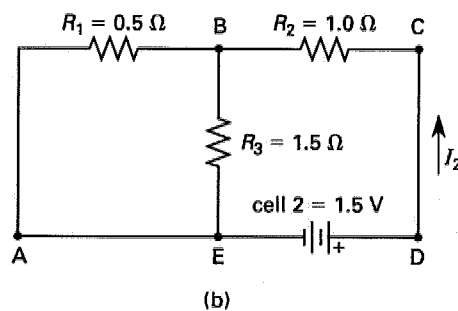 R₁ = 0.5 Ω
B
R₂ = 1.0 Ω
C
R₃ = 1.5 Ω
I₂
cell 2 = 1.5 V
+
A
E
D
(b)